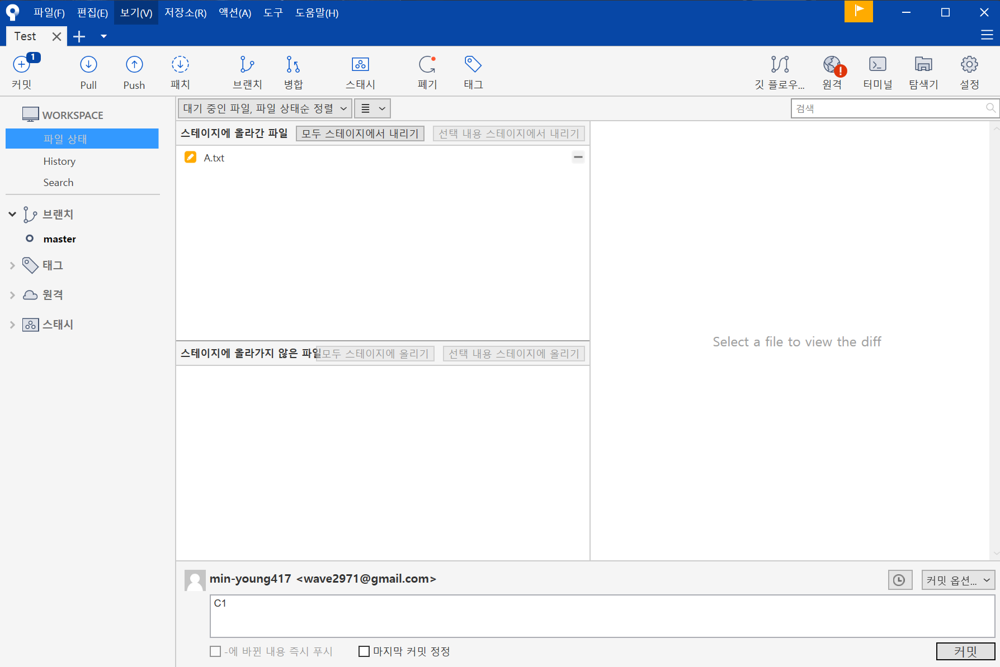 파일(F) 편집(E) 보기(V) 저장소(R) 액션(A) 도구 도움말(H)
Test
1
커밋 Pull Push 패치 브랜치 병합 스태시 폐기 태그 깃 플로우... 원격 터미널 탐색기 설정
WORKSPACE
파일 상태
History
Search
브랜치
master
태그
원격
스태시
대기 중인 파일, 파일 상태순 정렬
검색
스테이지에 올라간 파일 모두 스테이지에서 내리기 선택 내용 스테이지에서 내리기
A.txt
스테이지에 올라가지 않은 파일 모두 스테이지에 올리기 선택 내용 스테이지에 올리기
Select a file to view the diff
min-young417 <wave2971@gmail.com>
커밋 옵션...
C1
-에 바뀐 내용 즉시 푸시 마지막 커밋 정정
커밋